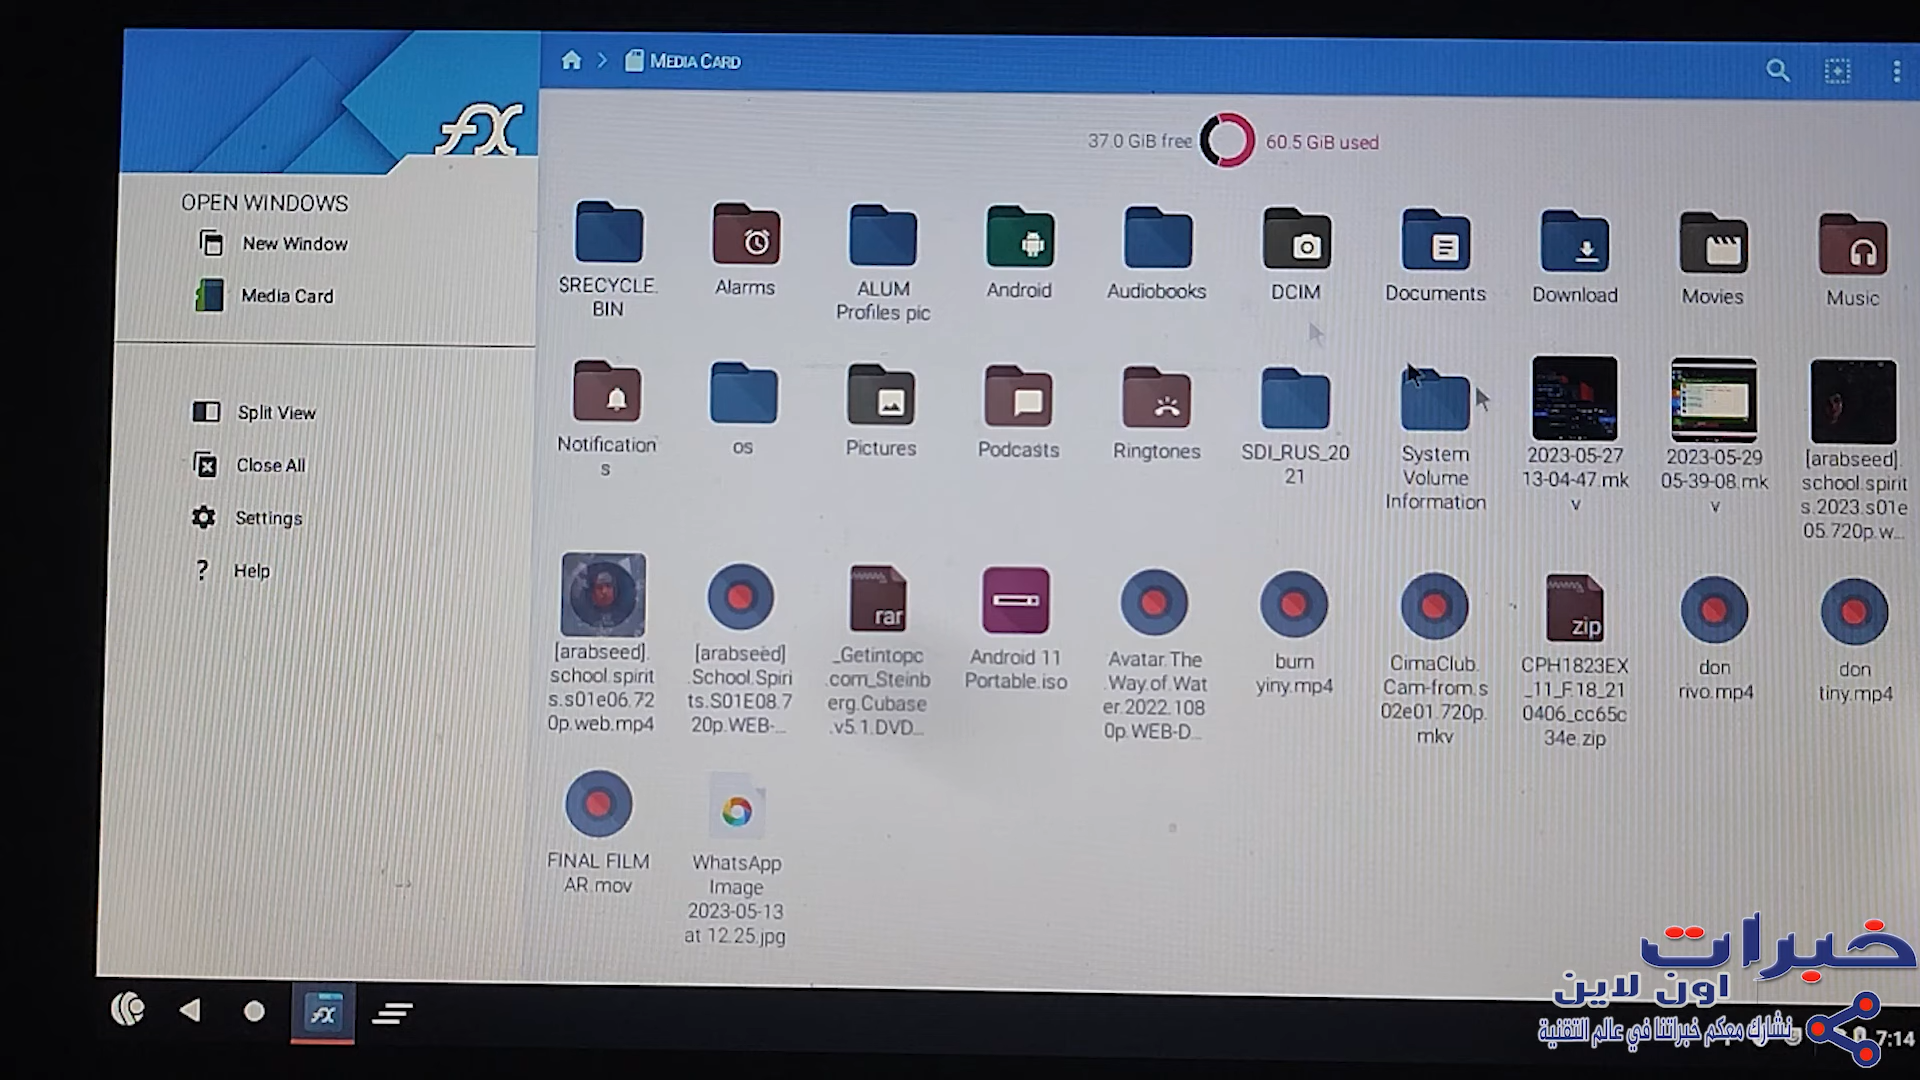 fX
MEDIA CARD
OPEN WINDOWS
New Window
Media Card
Split View
Close All
Settings
? Help
37.0 GiB free
60.5 GiB used
$RECYCLE.
BIN
Alarms
ALUM
Profiles pic
Android
Audiobooks
DCIM
Documents
Download
Movies
Music
Notification
s
os
Pictures
Podcasts
Ringtones
SDI_RUS_20
21
System
Volume
Information
2023-05-27
13-04-47.mk
v
2023-05-29
05-39-08.mk
v
[arabseed].
school.spirit
s.2023.s01e
05.720p.w...
[arabseed].
school.spirit
s.s01e06.72
0p.web.mp4
[arabseed]
.School.Spiri
ts.S01E08.7
20p.WEB-...
rar
_Getintopc
.com_Steinb
erg.Cubase
.v5.1.DVD...
Android 11
Portable.iso
Avatar.The
.Way.of.Wat
er.2022.108
0p.WEB-D...
burn
yiny.mp4
CimaClub.
Cam-from.s
02e01.720p.
mkv
zip
CPH1823EX
_11_F.18_21
0406_cc65c
34e.zip
don
rivo.mp4
don
tiny.mp4
FINAL FILM
AR.mov
WhatsApp
Image
2023-05-13
at 12.25.jpg
fX
خبرات
اون لاين
نشارك معكم خبراتنا في عالم التقنية
7:14